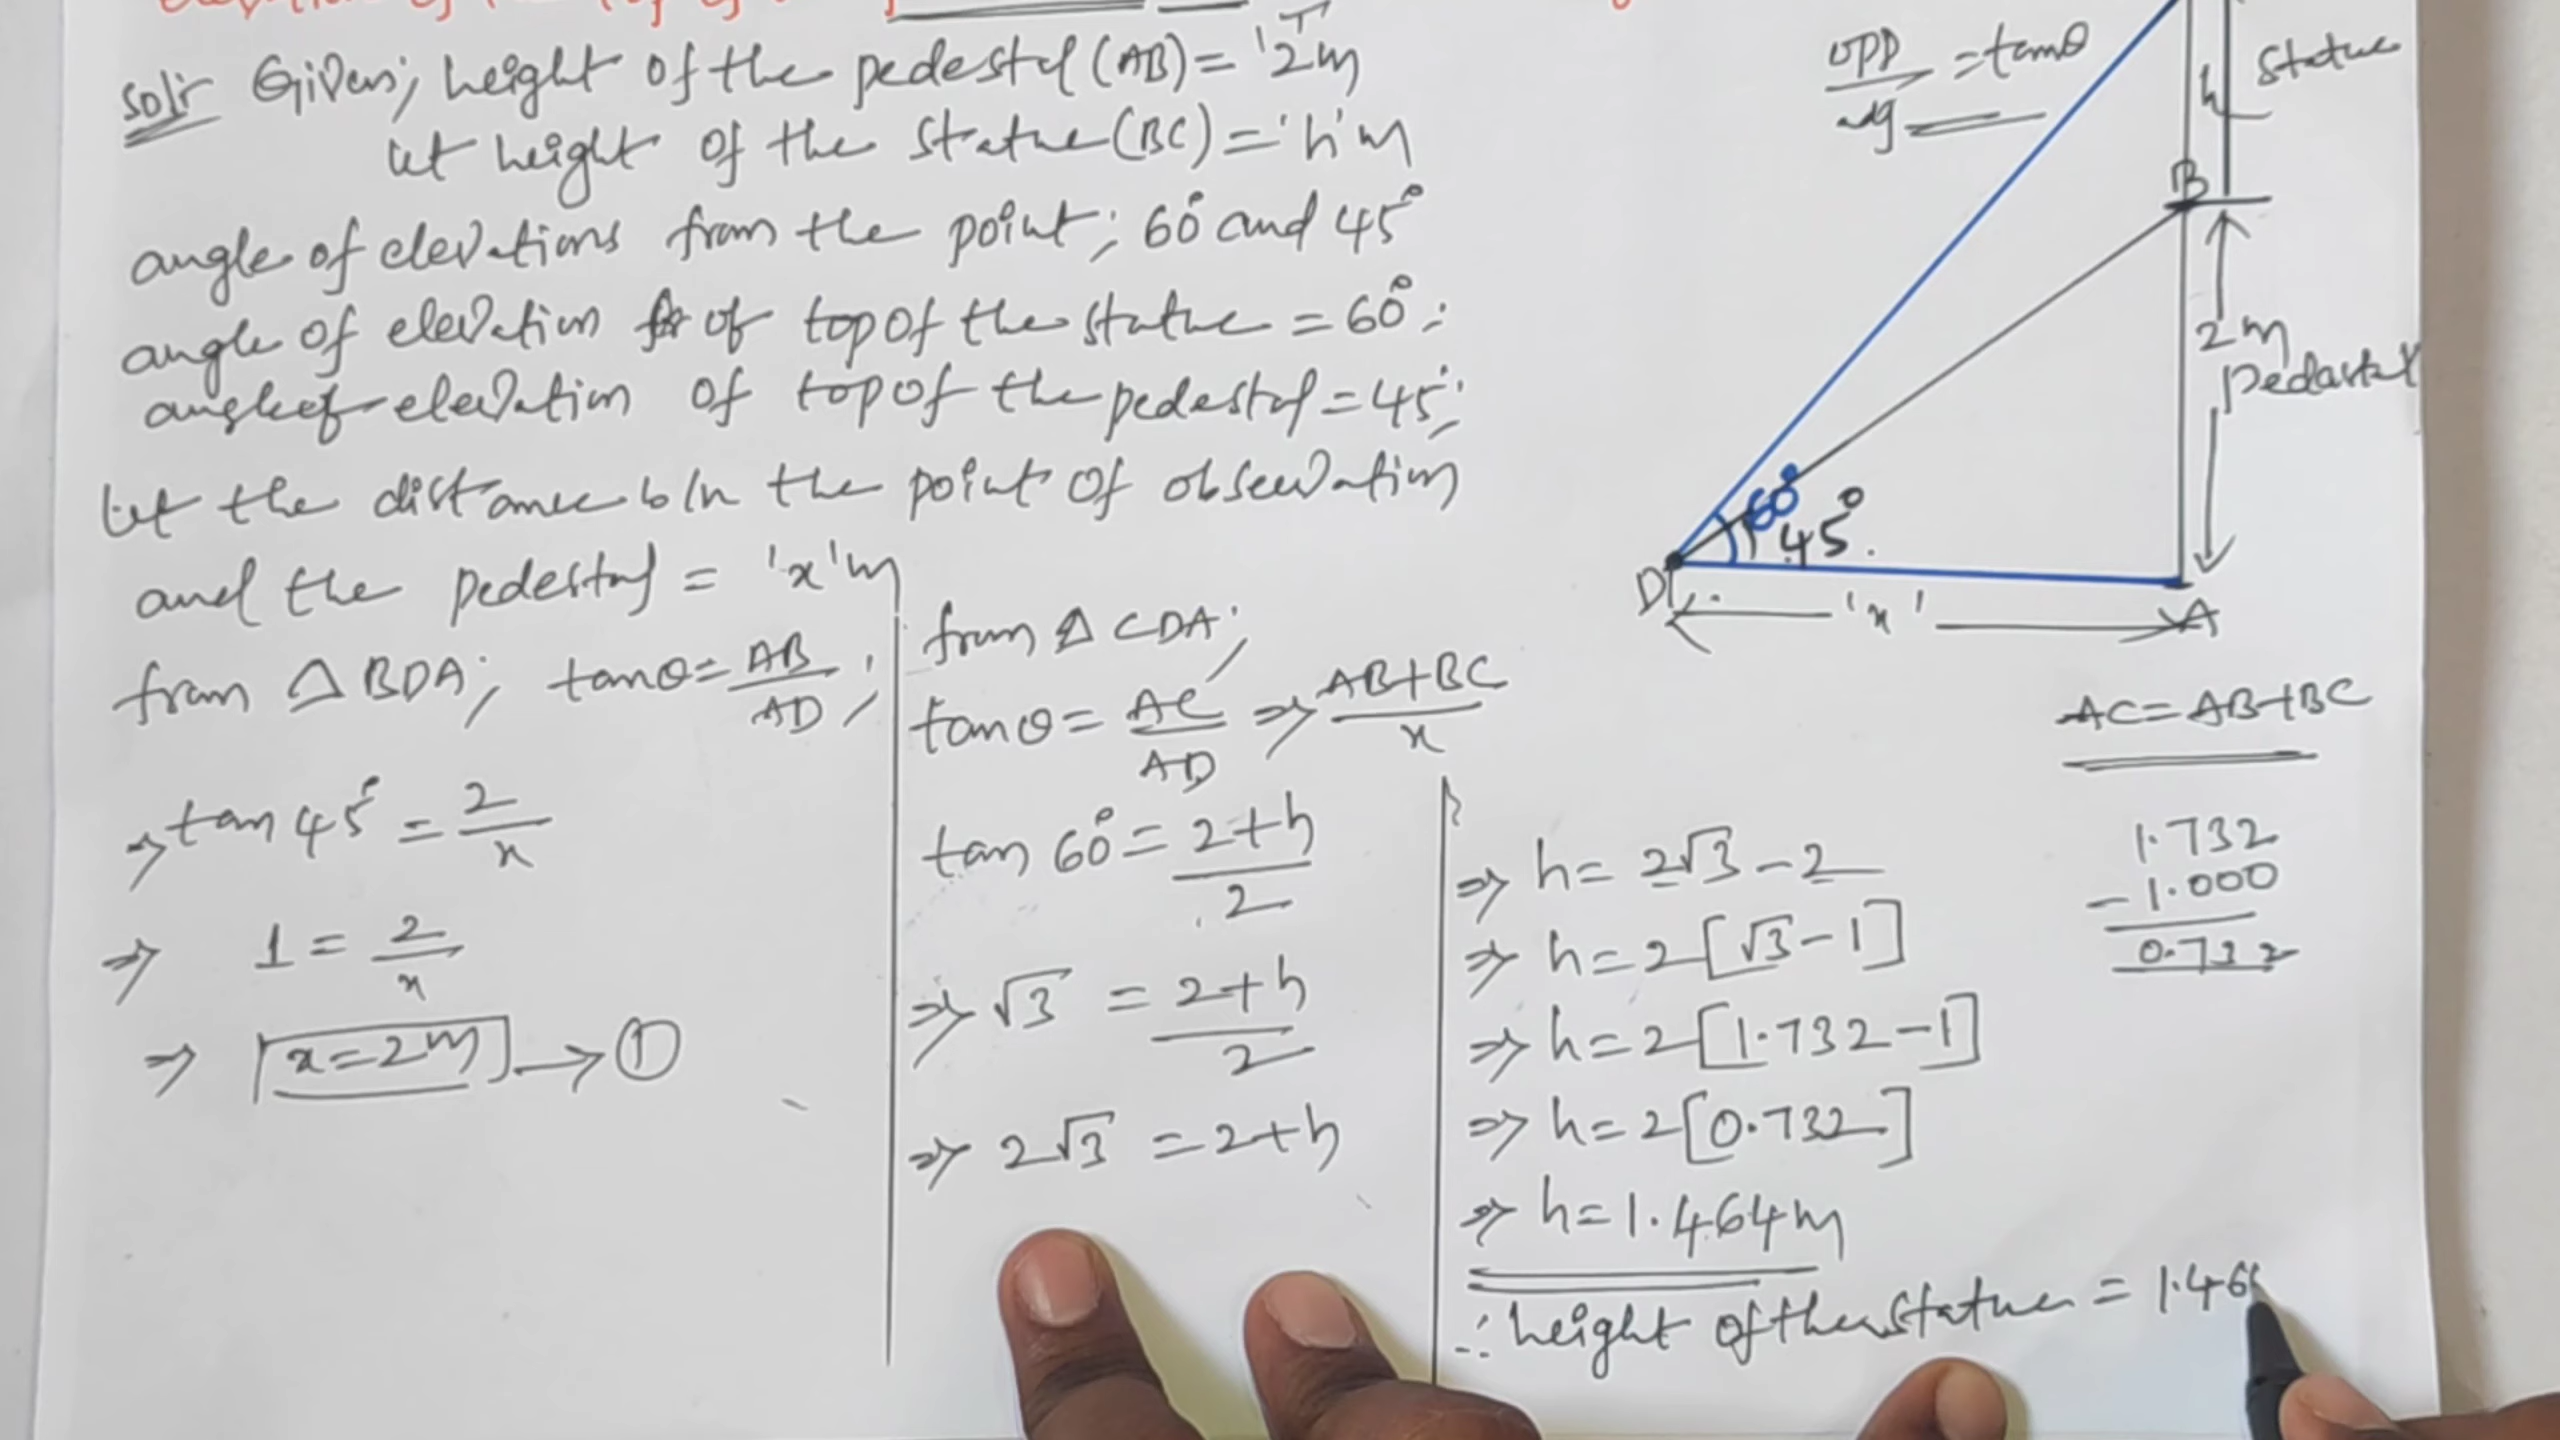 Soln Given; height of the pedestal (AB) = '2'm
let height of the statue (BC) = 'h'm
angle of elevations from the point; 60° and 45°
angle of elevation of top of the statue = 60°;
angle of elevation of top of the pedestal = 45°;
Let the distance b/n the point of observation
and the pedestal = 'x'm
from △ BDA; tanθ = AB/AD;
⇒ tan 45° = 2/x
⇒ 1 = 2/x
⇒ x = 2m → ①
from △ CDA;
tanθ = AC/AD ⇒ AB+BC/x
tan 60° = 2+h/2
⇒ √3 = 2+h/2
⇒ 2√3 = 2+h
⇒ h = 2√3 - 2
⇒ h = 2[√3 - 1]
⇒ h = 2[1.732 - 1]
⇒ h = 2[0.732]
⇒ h = 1.464m
∴ height of the statue = 1.46
opp/adj = tanθ
h
statue
B
2m
pedastal
60°
45°
D
'x'
A
AC = AB+BC
1.732
- 1.000
0.732